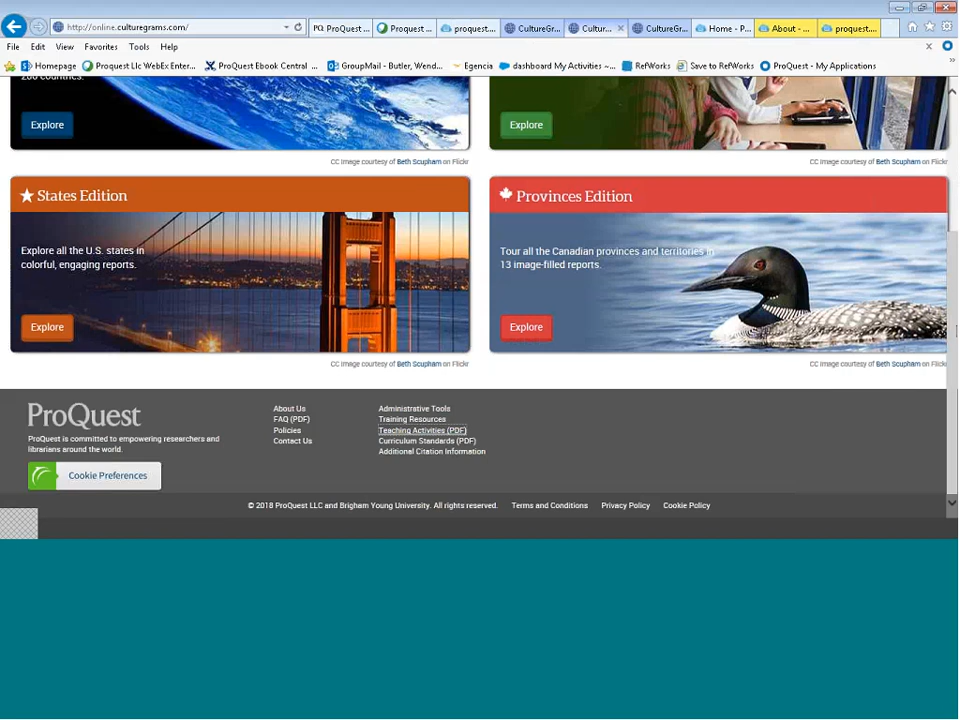 http://online.culturegrams.com/
ProQuest ...
Proquest ...
proquest...
CultureGr...
Cultur...
CultureGr...
Home - P...
About - ...
proquest...
File Edit View Favorites Tools Help
Homepage
Proquest Llc WebEx Enter...
ProQuest Ebook Central
GroupMail - Butler, Wend...
Egencia
dashboard My Activities ~...
RefWorks
Save to RefWorks
ProQuest - My Applications
Explore
Explore
CC Image courtesy of Beth Scupham on Flickr
CC Image courtesy of Beth Scupham on Flickr
States Edition
Explore all the U.S. states in
colorful, engaging reports.
Explore
Provinces Edition
Tour all the Canadian provinces and territories in
13 image-filled reports.
Explore
CC Image courtesy of Beth Scupham on Flickr
CC Image courtesy of Beth Scupham on Flickr
ProQuest
ProQuest is committed to empowering researchers and
librarians around the world.
Cookie Preferences
About Us
FAQ (PDF)
Policies
Contact Us
Administrative Tools
Training Resources
Teaching Activities (PDF)
Curriculum Standards (PDF)
Additional Citation Information
© 2018 ProQuest LLC and Brigham Young University. All rights reserved. Terms and Conditions Privacy Policy Cookie Policy